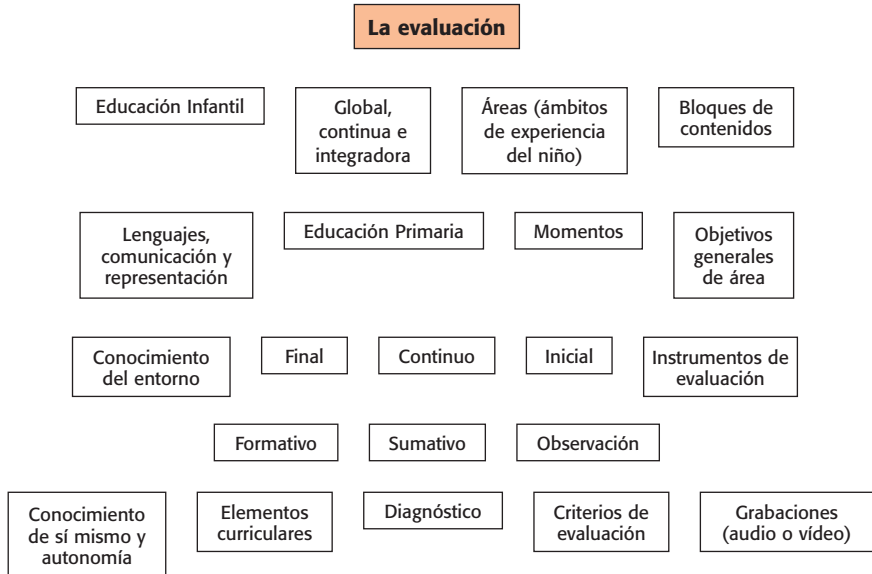 La evaluación
Educación Infantil
Global,
continua e
integradora
Áreas (ámbitos
de experiencia
del niño)
Bloques de
contenidos
Lenguajes,
comunicación y
representación
Educación Primaria
Momentos
Objetivos
generales
de área
Conocimiento
del entorno
Final
Continuo
Inicial
Instrumentos de
evaluación
Formativo
Sumativo
Observación
Conocimiento
de sí mismo y
autonomía
Elementos
curriculares
Diagnóstico
Criterios de
evaluación
Grabaciones
(audio o vídeo)